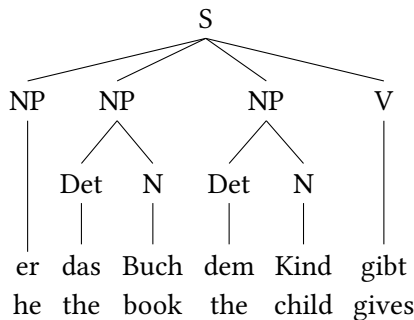 S
NP NP NP V
Det N Det N
er das Buch dem Kind gibt
he the book the child gives